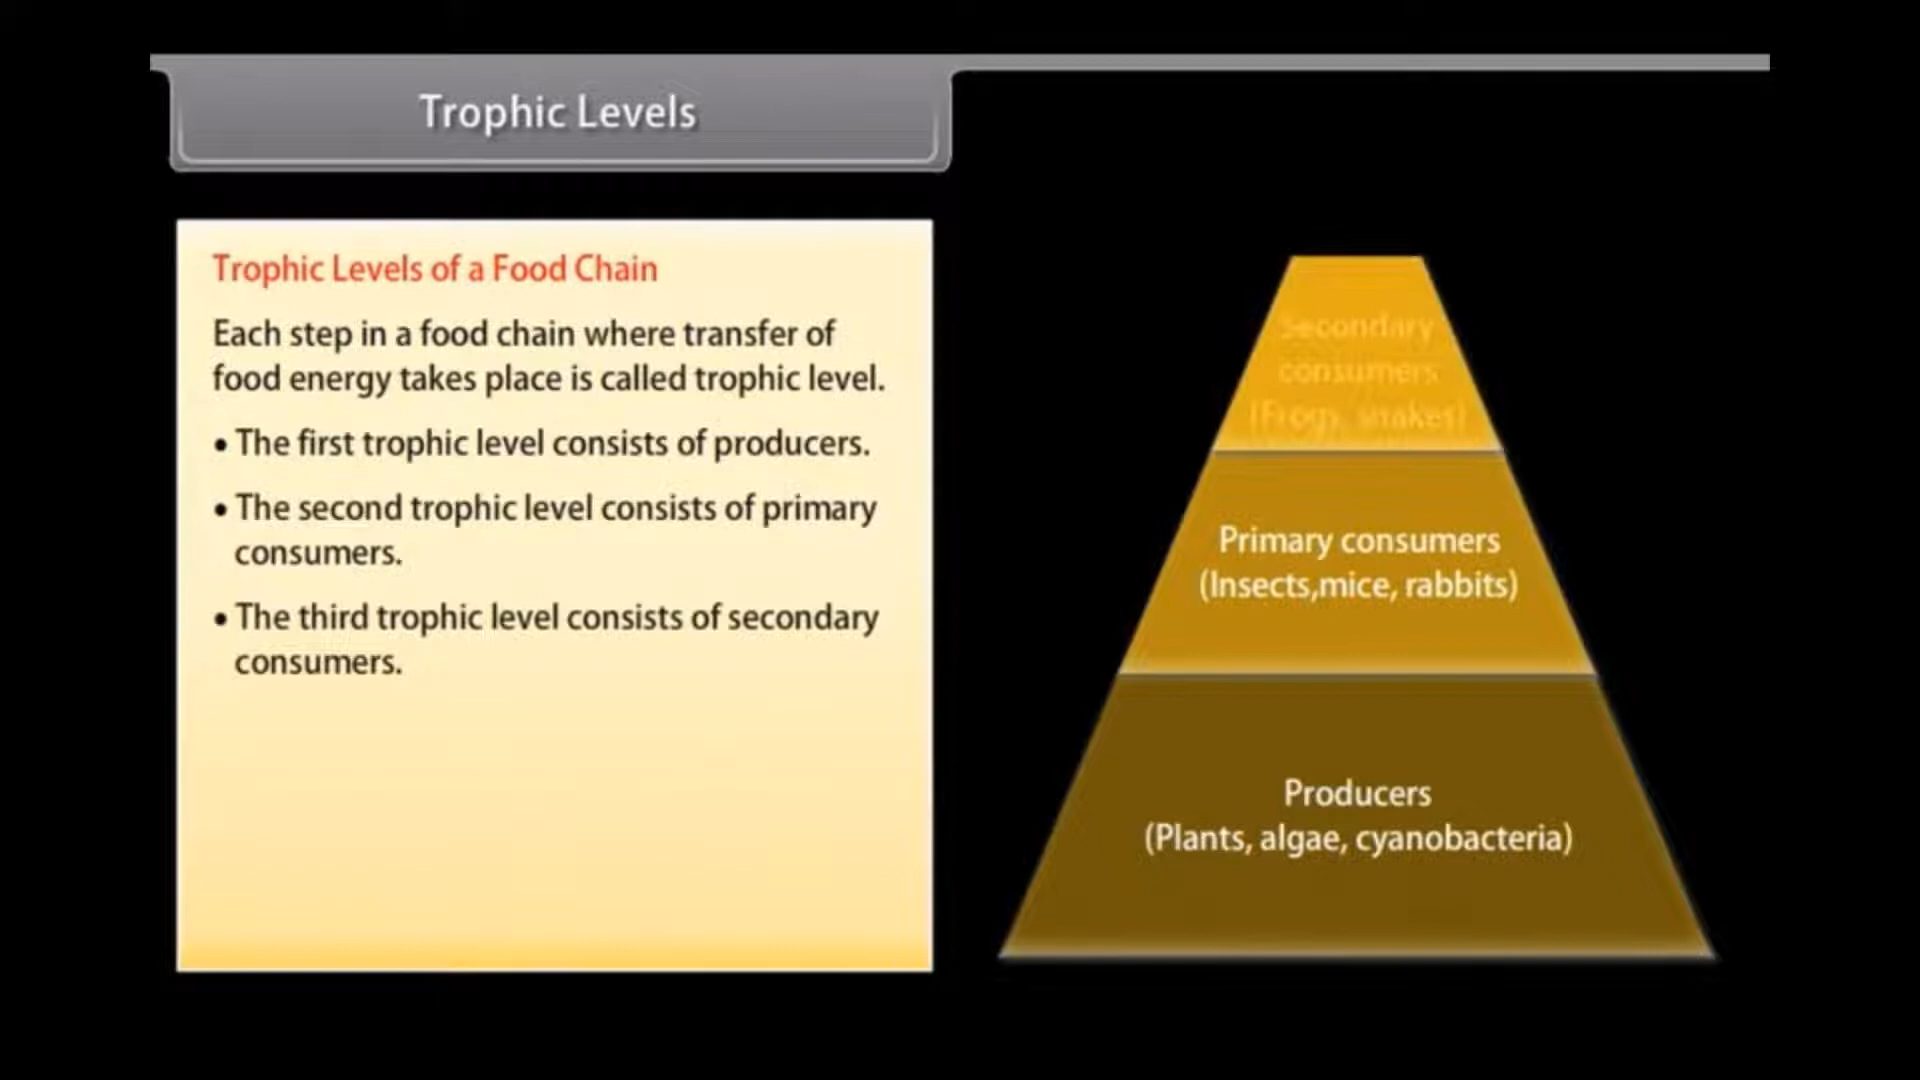 Trophic Levels
Trophic Levels of a Food Chain
Each step in a food chain where transfer of
food energy takes place is called trophic level.
• The first trophic level consists of producers.
• The second trophic level consists of primary
consumers.
• The third trophic level consists of secondary
consumers.
Secondary
consumers
(Frogs, snakes)
Primary consumers
(Insects,mice, rabbits)
Producers
(Plants, algae, cyanobacteria)